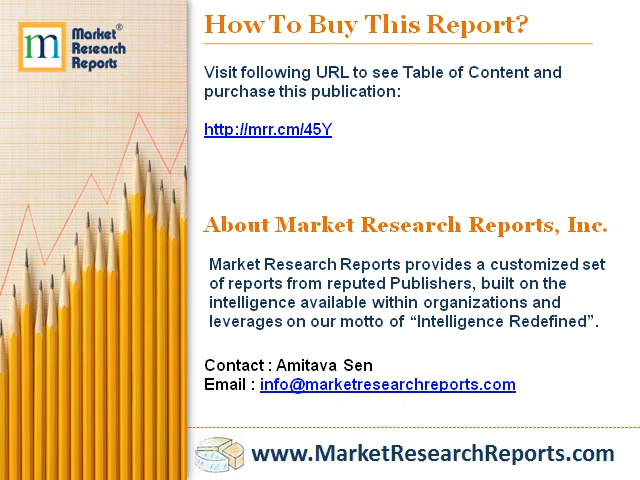 m
Market®
Research
Reports
How To Buy This Report?
Visit following URL to see Table of Content and
purchase this publication:
http://mrr.cm/45Y
About Market Research Reports, Inc.
Market Research Reports provides a customized set
of reports from reputed Publishers, built on the
intelligence available within organizations and
leverages on our motto of “Intelligence Redefined”.
Contact : Amitava Sen
Email : info@marketresearchreports.com
www.MarketResearchReports.com